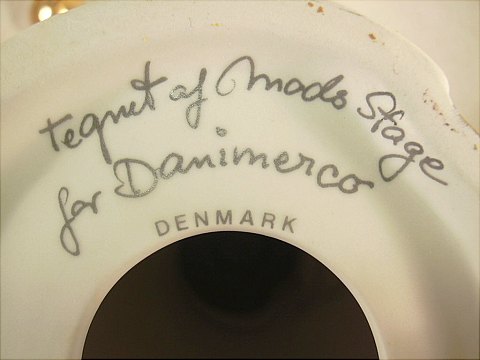 tegnet af Mads Stage
for Danimerco
DENMARK